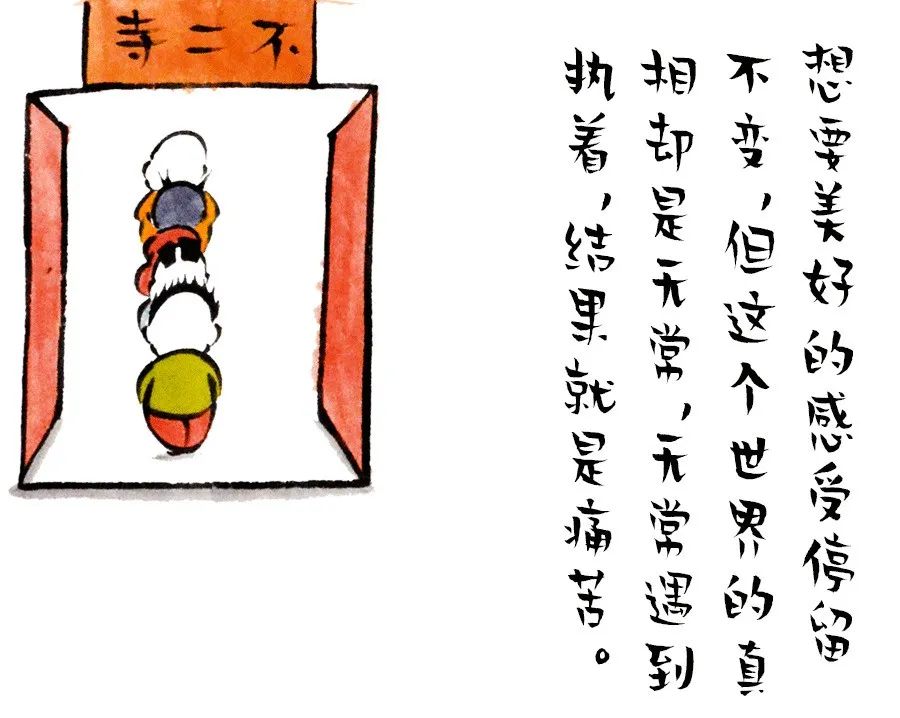 不二寺
想要美好的感受停留
不变，但这个世界的真
相却是无常，无常遇到
执着，结果就是痛苦。